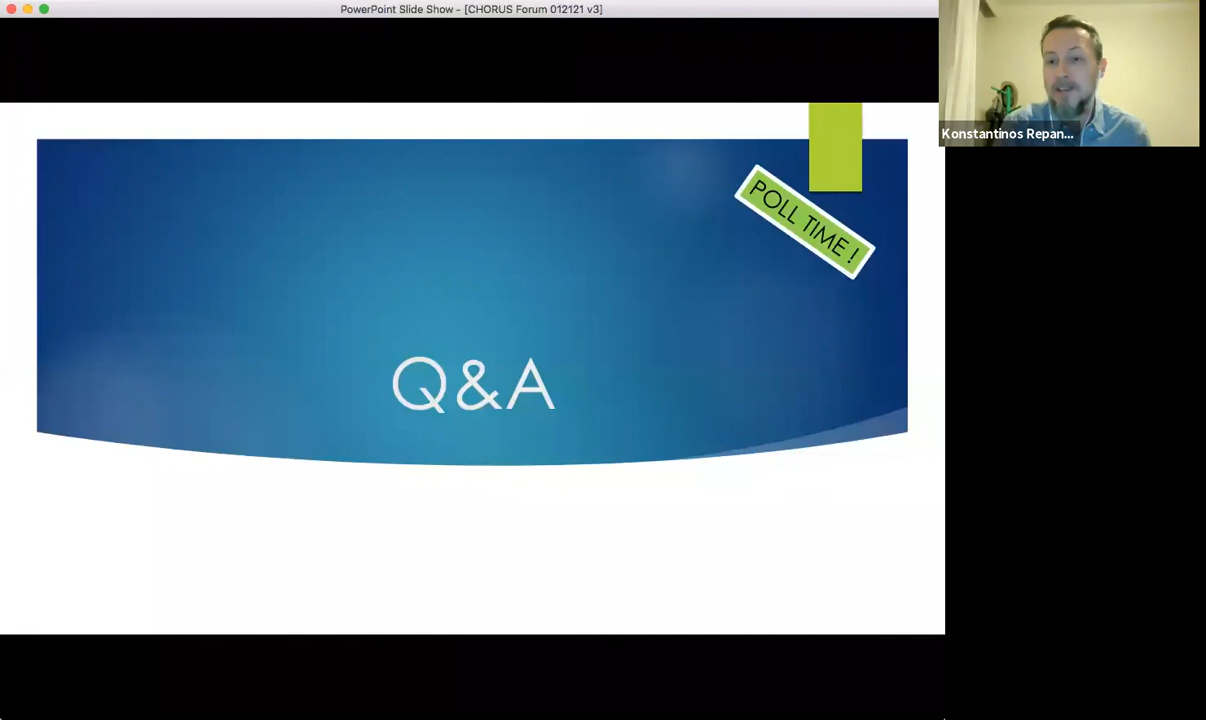 PowerPoint Slide Show - [CHORUS Forum 012121 v3]
Konstantinos Repan...
POLL TIME !
Q&A